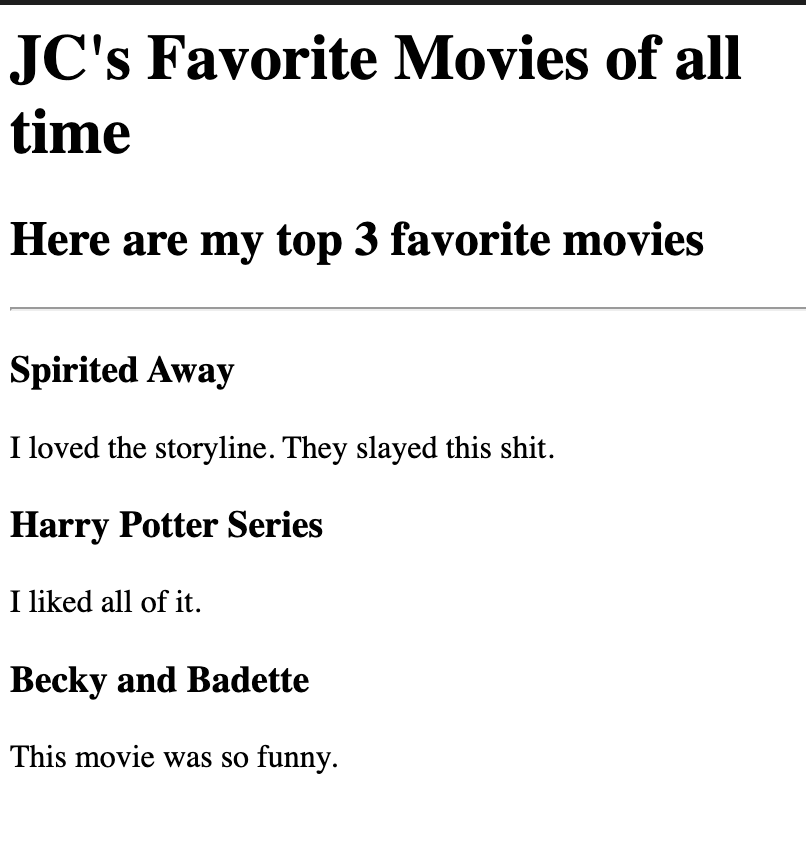 JC's Favorite Movies of all
time
Here are my top 3 favorite movies
Spirited Away
I loved the storyline. They slayed this shit.
Harry Potter Series
I liked all of it.
Becky and Badette
This movie was so funny.